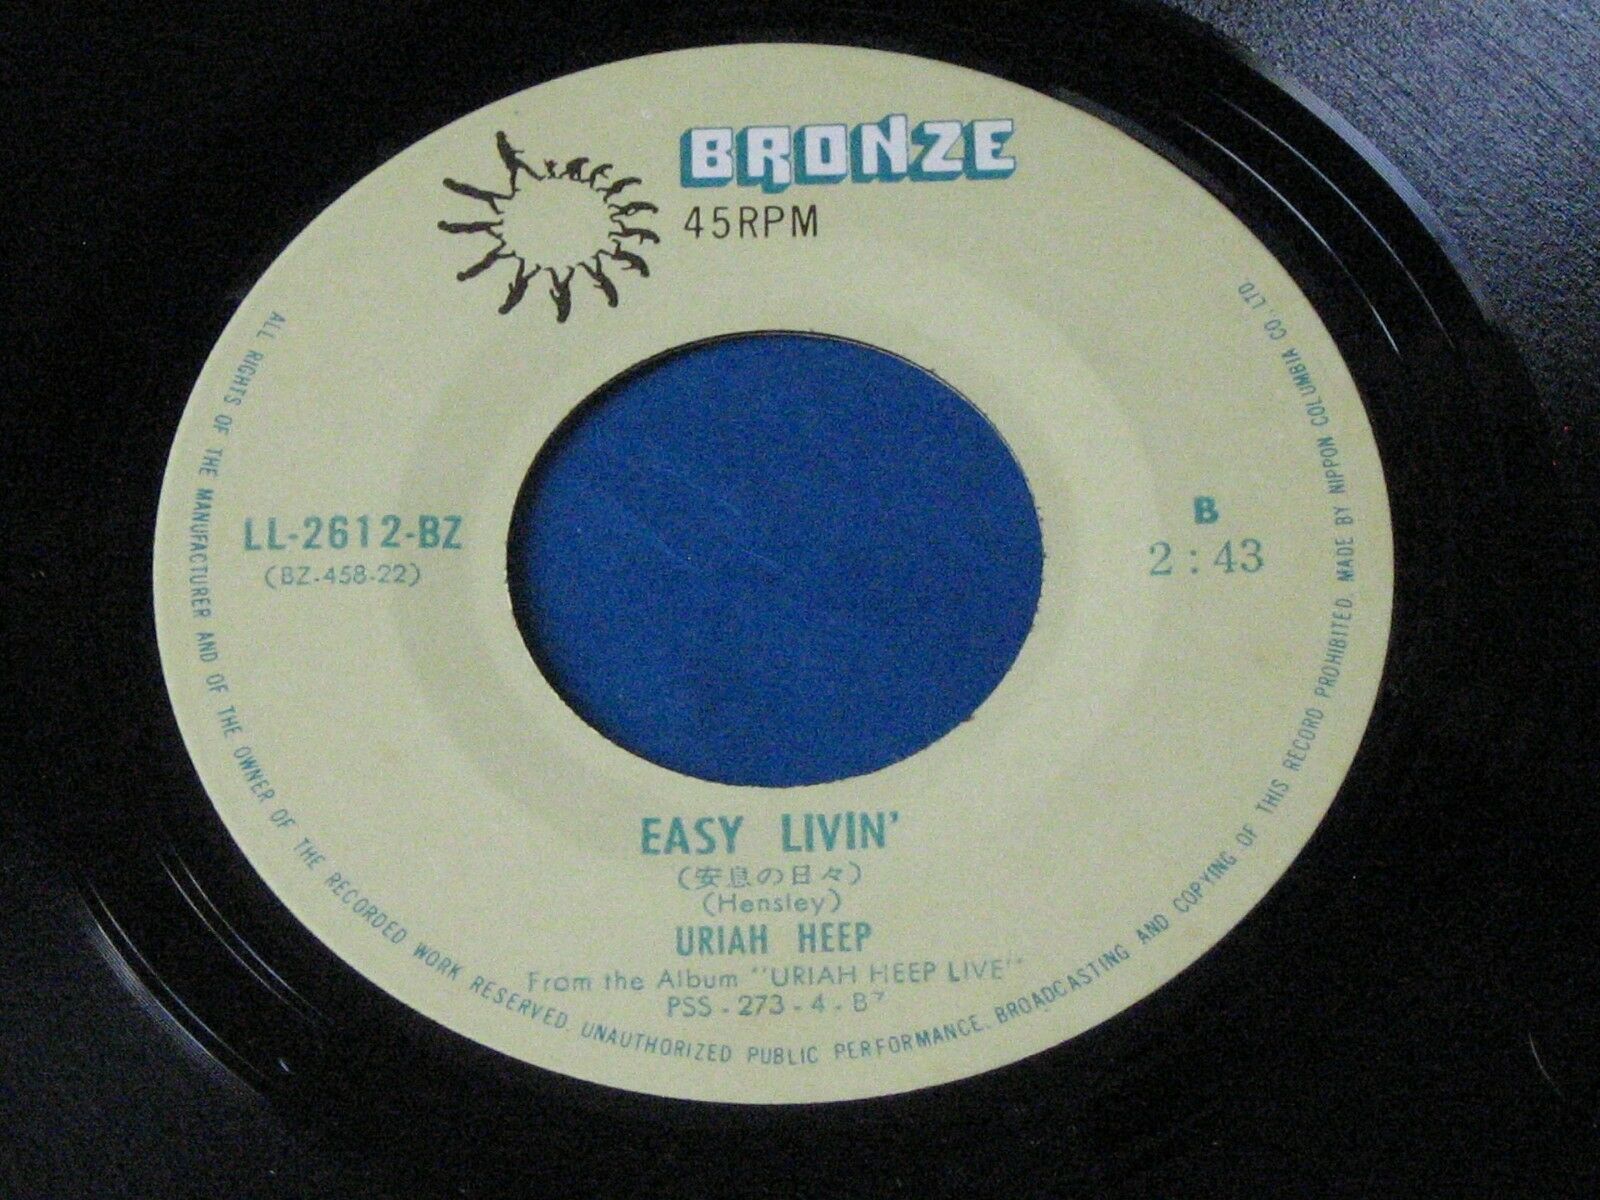 BRONZE
45RPM
LL-2612-BZ
(BZ-458-22)
B
2:43
EASY LIVIN'
(安息の日々)
(Hensley)
URIAH HEEP
From the Album "URIAH HEEP LIVE"
PSS-273-4-B
ALL RIGHTS OF THE MANUFACTURER AND OF THE OWNER OF THE RECORDED WORK RESERVED UNAUTHORIZED PUBLIC PERFORMANCE. BROADCASTING AND COPYING OF THIS RECORD PROHIBITED. MADE BY NIPPON COLUMBIA CO., LTD.